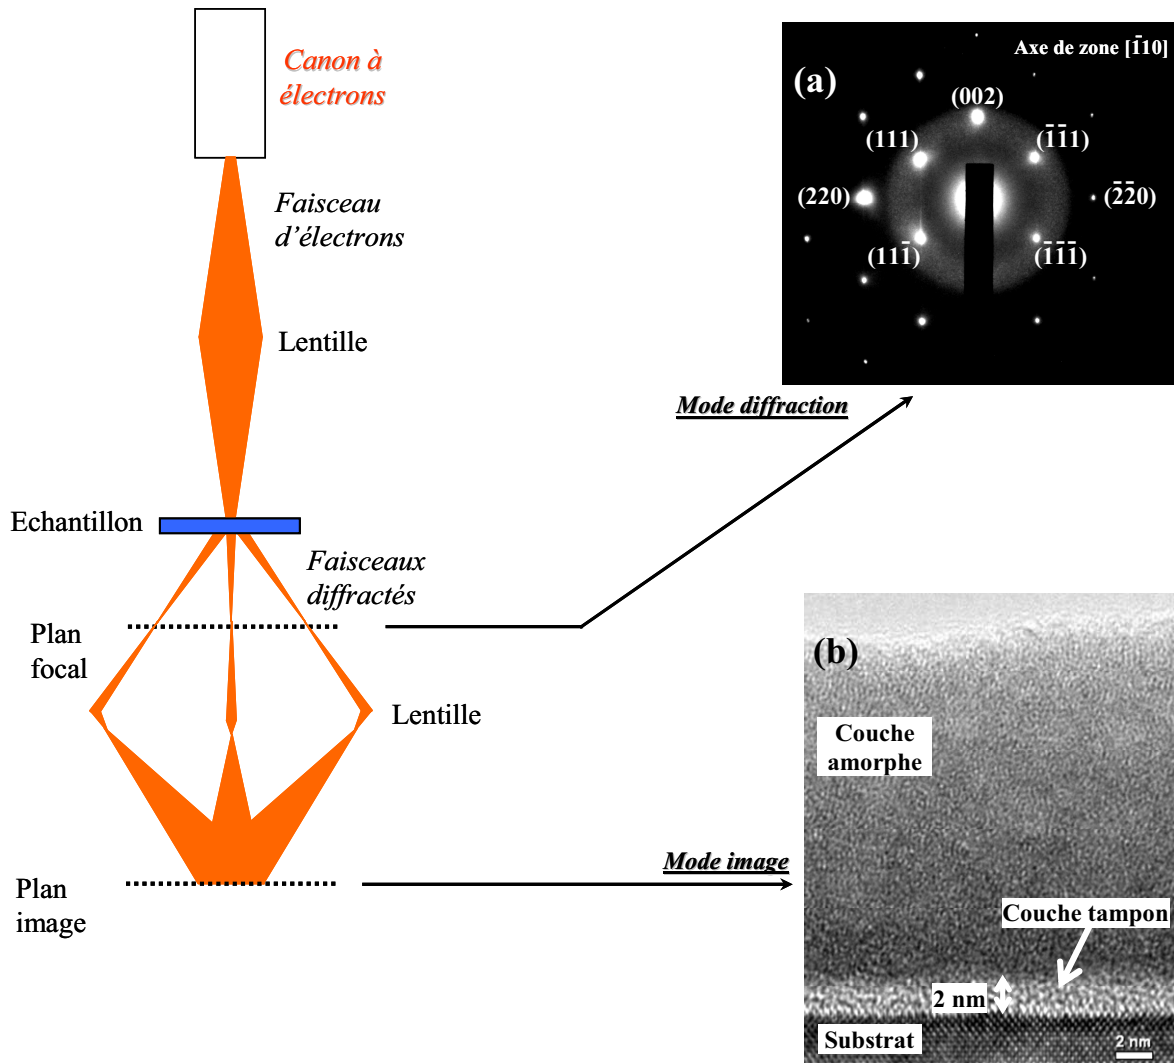 Canon à
électrons
Faisceau
d'électrons
Lentille
Echantillon
Faisceaux
diffractés
Plan
focal
Lentille
Plan
image
Mode diffraction
Mode image
Axe de zone [1̄10]
(a)
(002)
(111)
(1̄1̄1)
(220)
(2̄2̄0)
(111̄)
(1̄1̄1̄)
(b)
Couche
amorphe
Couche tampon
2 nm
Substrat
2 nm